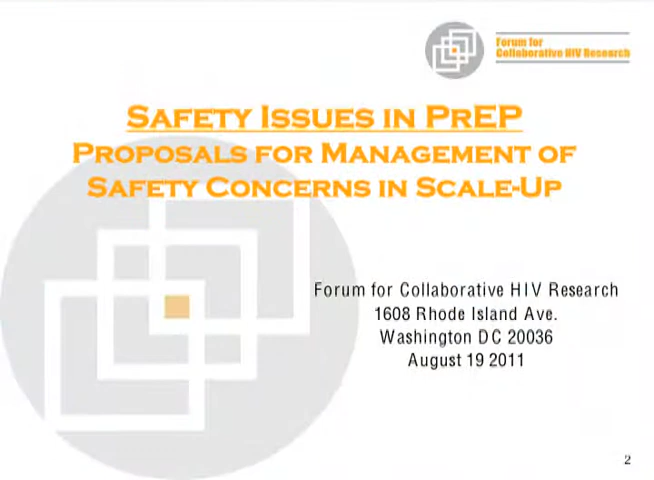 Forum for
Collaborative HIV Research
SAFETY ISSUES IN PREP
PROPOSALS FOR MANAGEMENT OF
SAFETY CONCERNS IN SCALE-UP
Forum for Collaborative HIV Research
1608 Rhode Island Ave.
Washington DC 20036
August 19 2011
2